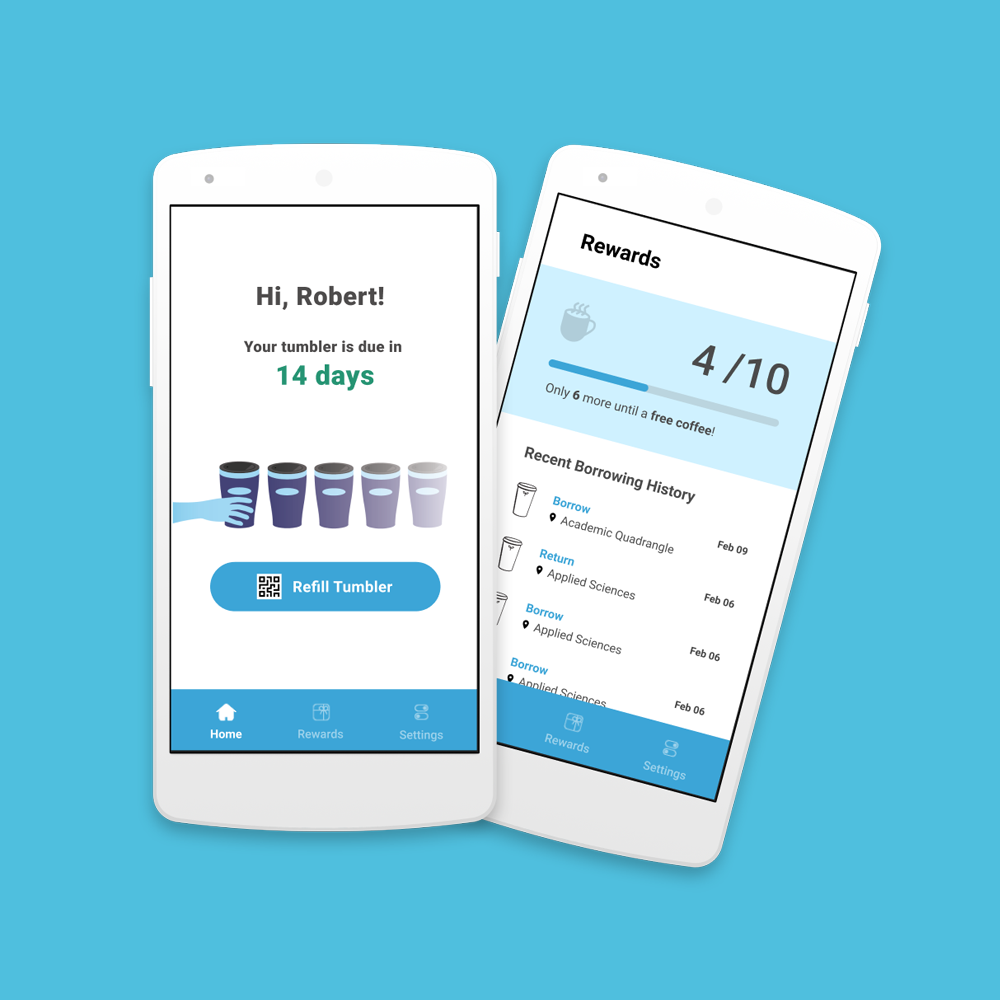 Hi, Robert!
Your tumbler is due in
14 days
Refill Tumbler
Home
Rewards
Settings
Rewards
4 /10
Only 6 more until a free coffee!
Recent Borrowing History
Borrow
Academic Quadrangle
Feb 09
Return
Applied Sciences
Feb 06
Borrow
Applied Sciences
Feb 06
Borrow
Applied Sciences
Feb 06
Rewards
Settings